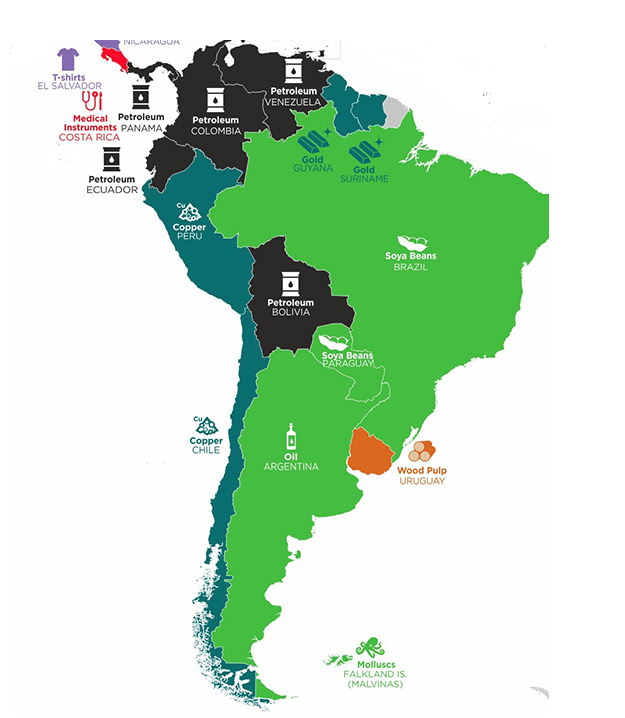 NICARAGUA
T-shirts
EL SALVADOR
Medical
Instruments
COSTA RICA
Petroleum
PANAMA
Petroleum
COLOMBIA
Petroleum
VENEZUELA
Petroleum
ECUADOR
Gold
GUYANA
Gold
SURINAME
Cu
Copper
PERU
Soya Beans
BRAZIL
Petroleum
BOLIVIA
Soya Beans
PARAGUAY
Cu
Copper
CHILE
Oil
ARGENTINA
Wood Pulp
URUGUAY
Molluscs
FALKLAND IS.
(MALVINAS)